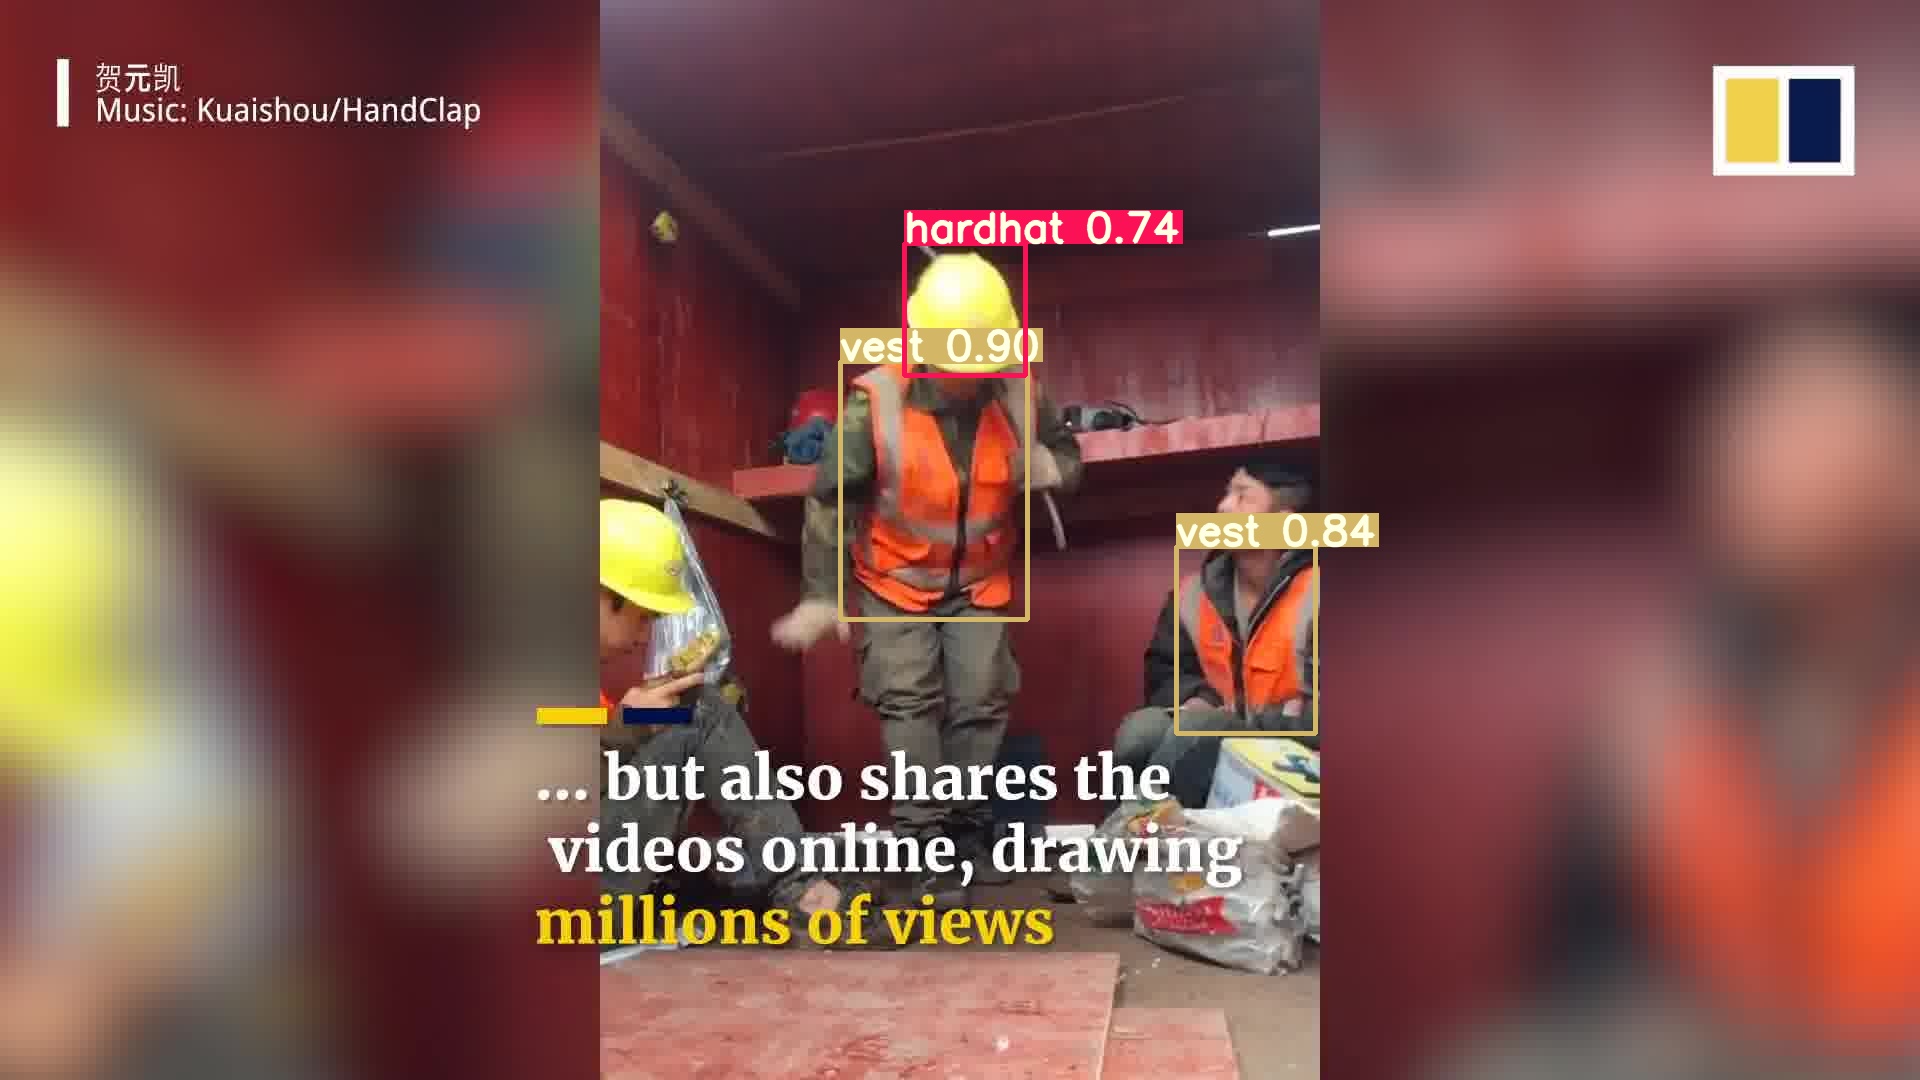 贺元凯
Music: Kuaishou/HandClap
hardhat 0.74
vest 0.90
vest 0.84
... but also shares the
videos online, drawing
millions of views